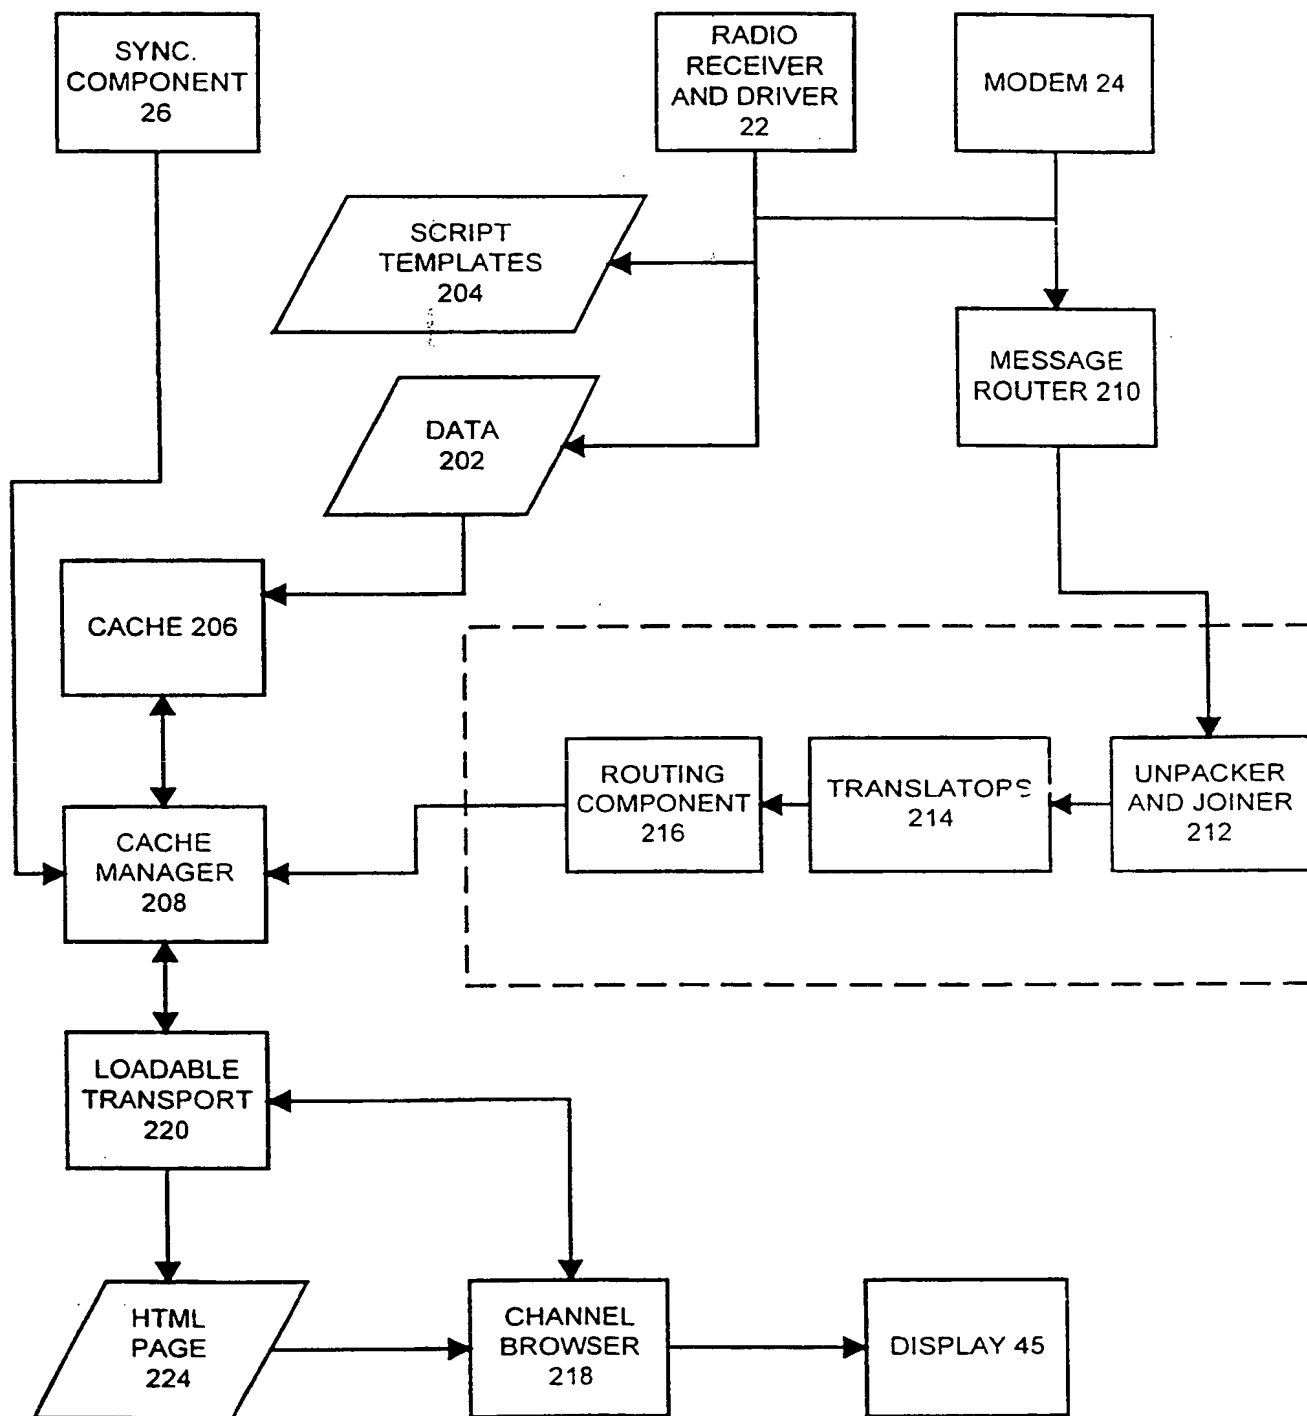 SYNC.
COMPONENT
26
RADIO
RECEIVER
AND DRIVER
22
MODEM 24
SCRIPT
TEMPLATES
204
MESSAGE
ROUTER 210
DATA
202
CACHE 206
ROUTING
COMPONENT
216
TRANSLATOPS
214
UNPACKER
AND JOINER
212
CACHE
MANAGER
208
LOADABLE
TRANSPORT
220
HTML
PAGE
224
CHANNEL
BROWSER
218
DISPLAY 45